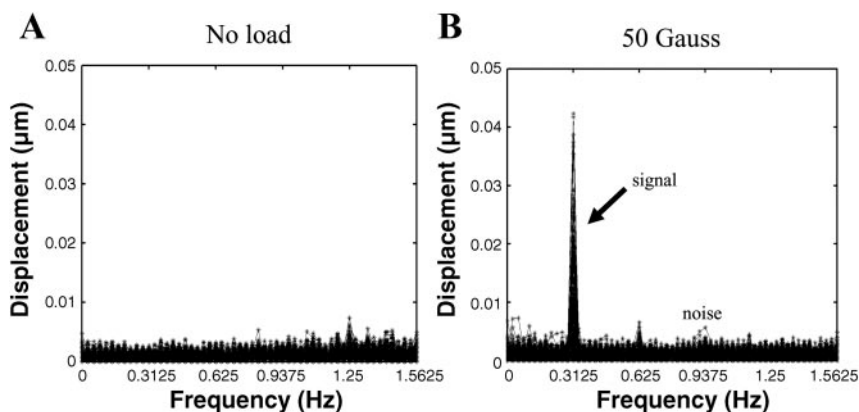 A
No load
Displacement (μm)
0.05
0.04
0.03
0.02
0.01
0
0 0.3125 0.625 0.9375 1.25 1.5625
Frequency (Hz)
B
50 Gauss
Displacement (μm)
0.05
0.04
0.03
0.02
0.01
0
signal
noise
0 0.3125 0.625 0.9375 1.25 1.5625
Frequency (Hz)